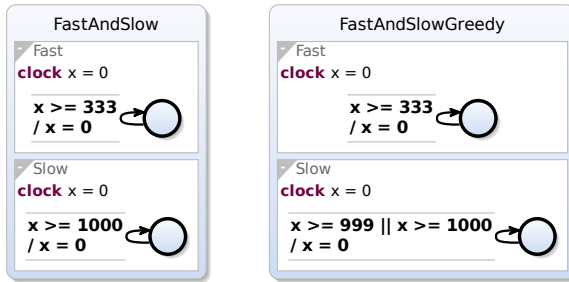 FastAndSlow
- Fast
clock x = 0
x >= 333
/ x = 0
- Slow
clock x = 0
x >= 1000
/ x = 0
FastAndSlowGreedy
- Fast
clock x = 0
x >= 333
/ x = 0
- Slow
clock x = 0
x >= 999 || x >= 1000
/ x = 0